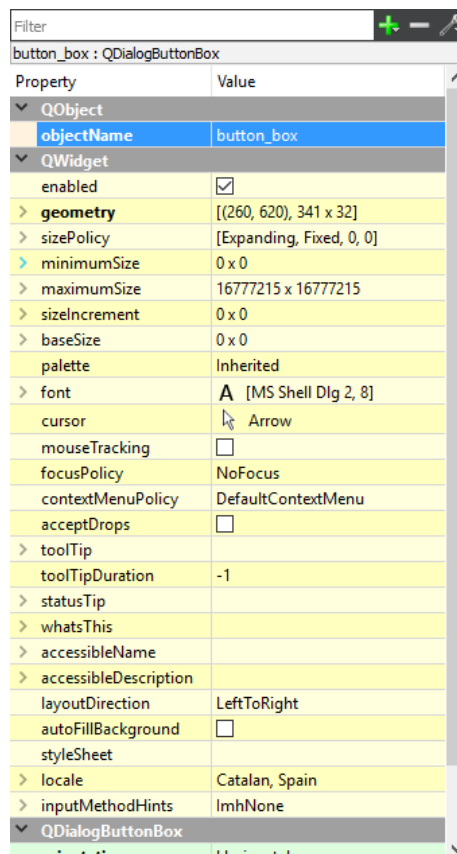 Filter
button_box : QDialogButtonBox
Property Value
QObject
objectName button_box
QWidget
enabled
geometry [(260, 620), 341 x 32]
sizePolicy [Expanding, Fixed, 0, 0]
minimumSize 0 x 0
maximumSize 16777215 x 16777215
sizeIncrement 0 x 0
baseSize 0 x 0
palette Inherited
font A [MS Shell Dlg 2, 8]
cursor Arrow
mouseTracking
focusPolicy NoFocus
contextMenuPolicy DefaultContextMenu
acceptDrops
toolTip
toolTipDuration -1
statusTip
whatsThis
accessibleName
accessibleDescription
layoutDirection LeftToRight
autoFillBackground
styleSheet
locale Catalan, Spain
inputMethodHints ImhNone
QDialogButtonBox